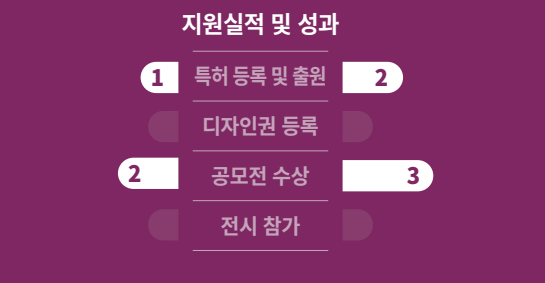 지원실적 및 성과
1 특허 등록 및 출원 2
디자인권 등록
2 공모전 수상 3
전시 참가